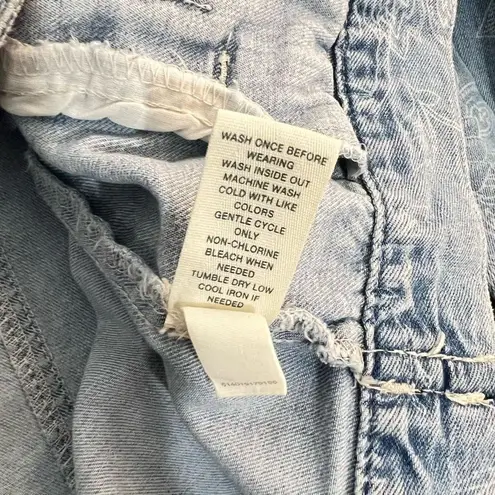 WASH ONCE BEFORE
WEARING
WASH INSIDE OUT
MACHINE WASH
COLD WITH LIKE
COLORS
GENTLE CYCLE
ONLY
NON-CHLORINE
BLEACH WHEN
NEEDED
TUMBLE DRY LOW
COOL IRON IF
NEEDED